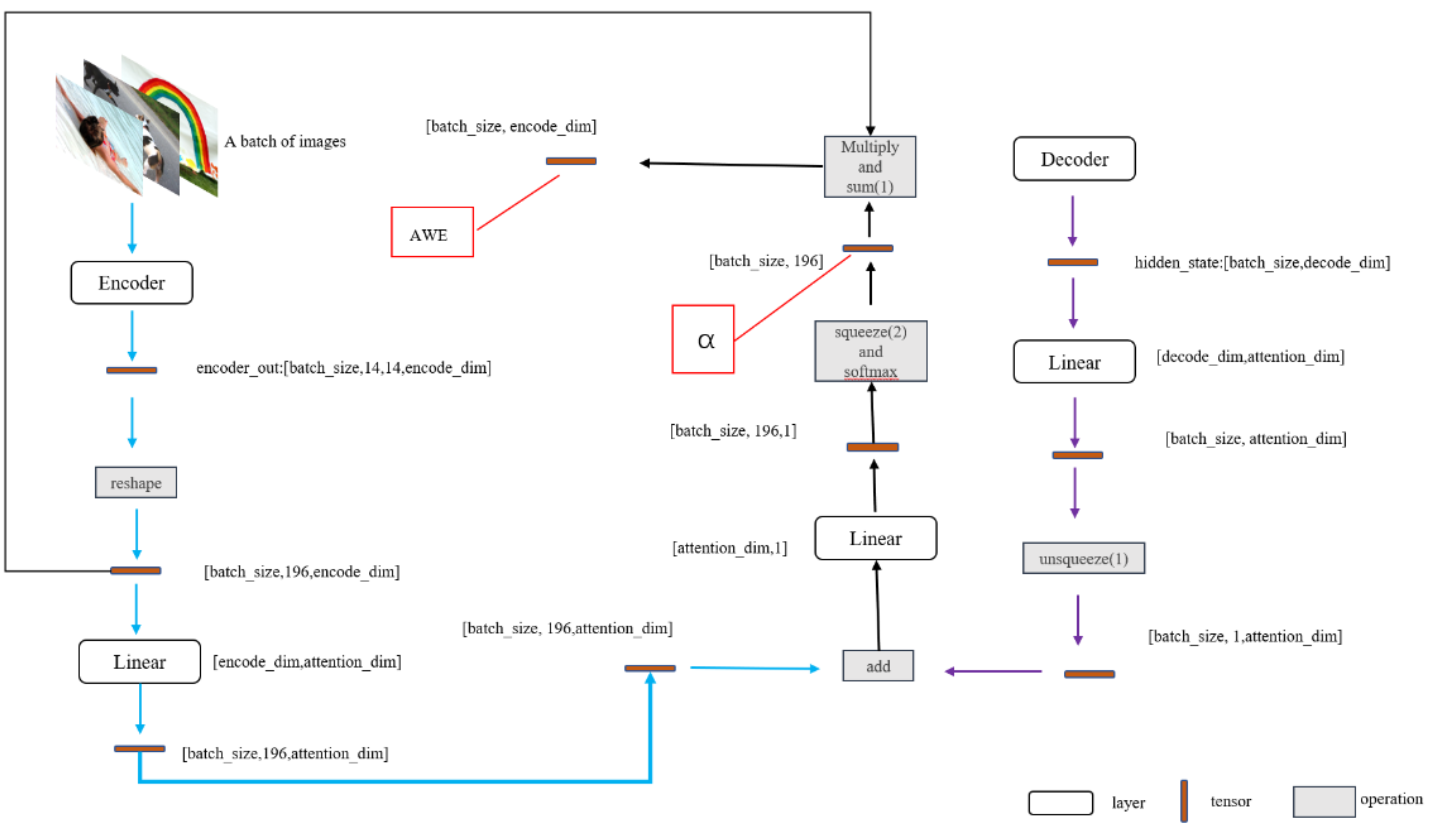 A batch of images
Encoder
encoder_out:[batch_size,14,14,encode_dim]
reshape
[batch_size,196,encode_dim]
Linear
[encode_dim,attention_dim]
[batch_size,196,attention_dim]
[batch_size, 196,attention_dim]
add
[attention_dim,1]
Linear
[batch_size, 196,1]
squeeze(2)
and
softmax
α
[batch_size, 196]
Multiply
and
sum(1)
[batch_size, encode_dim]
AWE
Decoder
hidden_state:[batch_size,decode_dim]
Linear
[decode_dim,attention_dim]
[batch_size, attention_dim]
unsqueeze(1)
[batch_size, 1,attention_dim]
layer
tensor
operation